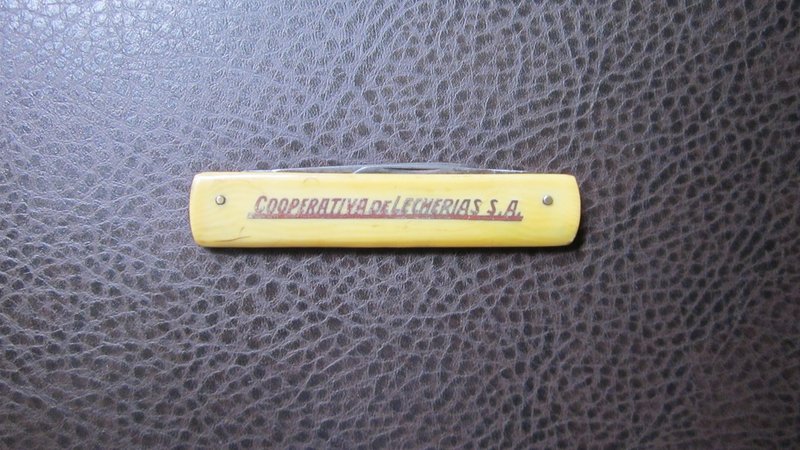 COOPERATIVA DE LECHERIAS S.A.